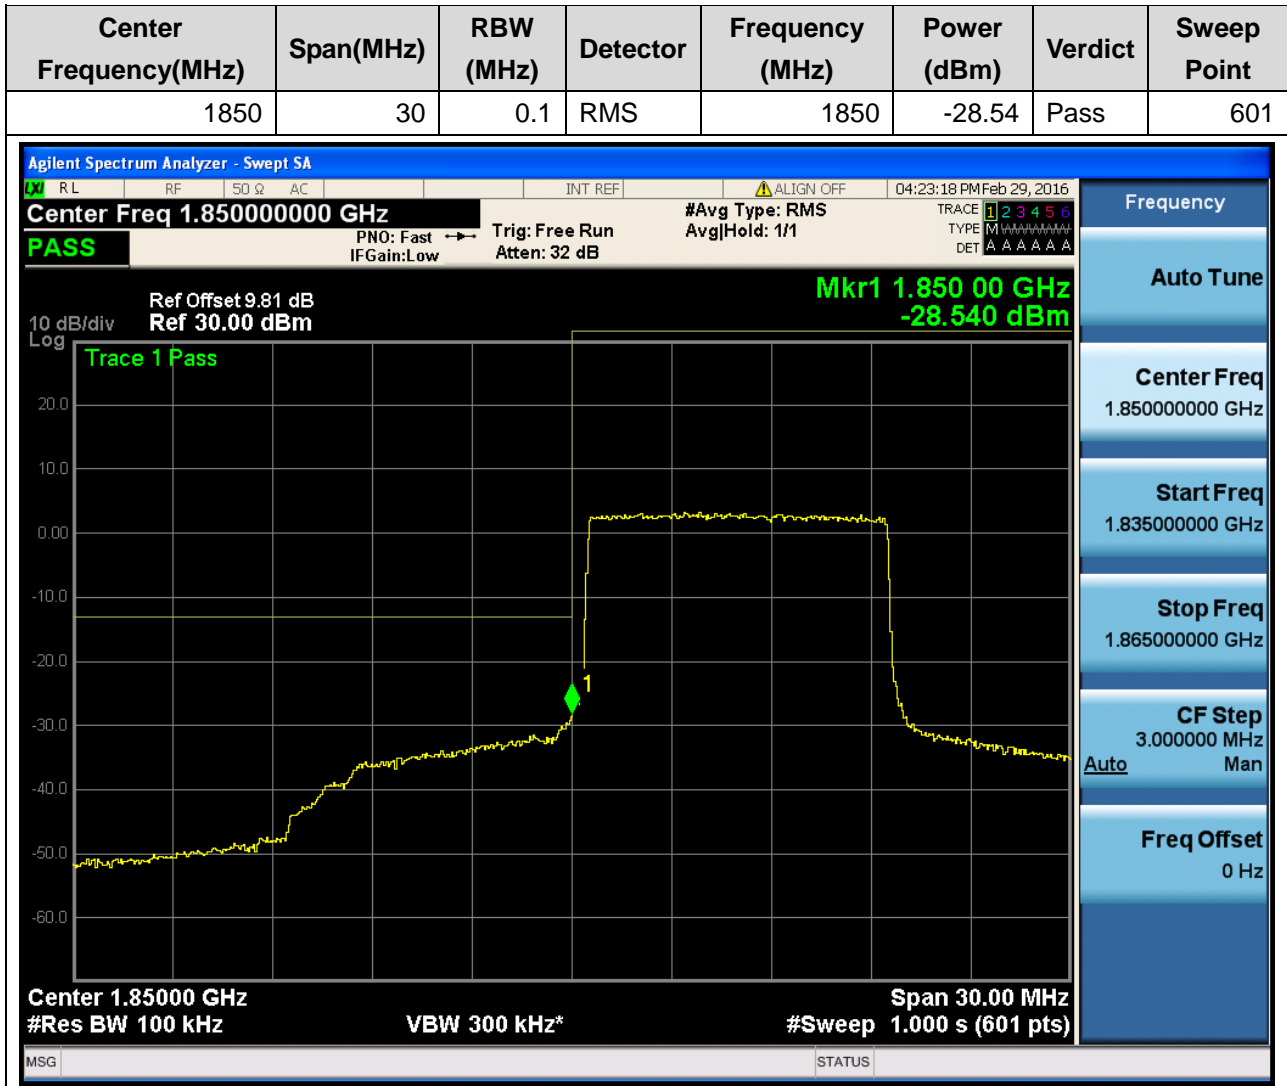 Center Frequency(MHz) Span(MHz) RBW (MHz) Detector Frequency (MHz) Power (dBm) Verdict Sweep Point
1850 30 0.1 RMS 1850 -28.54 Pass 601
Agilent Spectrum Analyzer - Swept SA
LXI RL RF 50 Ω AC INT REF ALIGN OFF 04:23:18 PM Feb 29, 2016
Center Freq 1.850000000 GHz
PASS
PNO: Fast
IFGain:Low
Trig: Free Run
Atten: 32 dB
#Avg Type: RMS
Avg|Hold: 1/1
TRACE 1 2 3 4 5 6
TYPE M WWWWW
DET A A A A A A
Mkr1 1.850 00 GHz
-28.540 dBm
Ref Offset 9.81 dB
10 dB/div Ref 30.00 dBm
Log
Trace 1 Pass
20.0
10.0
0.00
-10.0
-20.0
-30.0
-40.0
-50.0
-60.0
1
Center 1.85000 GHz Span 30.00 MHz
#Res BW 100 kHz VBW 300 kHz* #Sweep 1.000 s (601 pts)
MSG STATUS
Frequency
Auto Tune
Center Freq
1.850000000 GHz
Start Freq
1.835000000 GHz
Stop Freq
1.865000000 GHz
CF Step
3.000000 MHz
Auto Man
Freq Offset
0 Hz